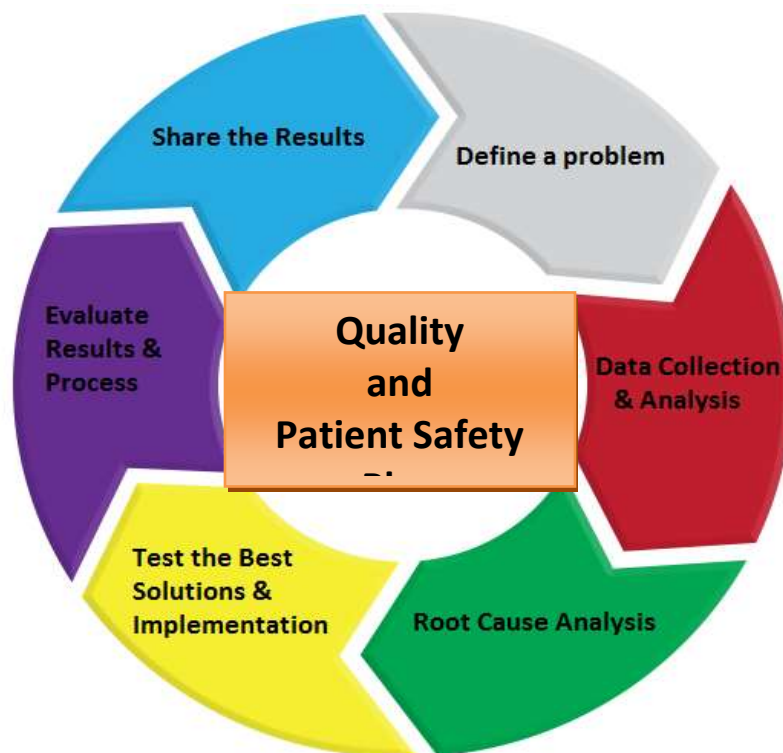 Share the Results
Define a problem
Evaluate
Results &
Process
Quality
and
Patient Safety
Data Collection
& Analysis
Test the Best
Solutions &
Implementation
Root Cause Analysis